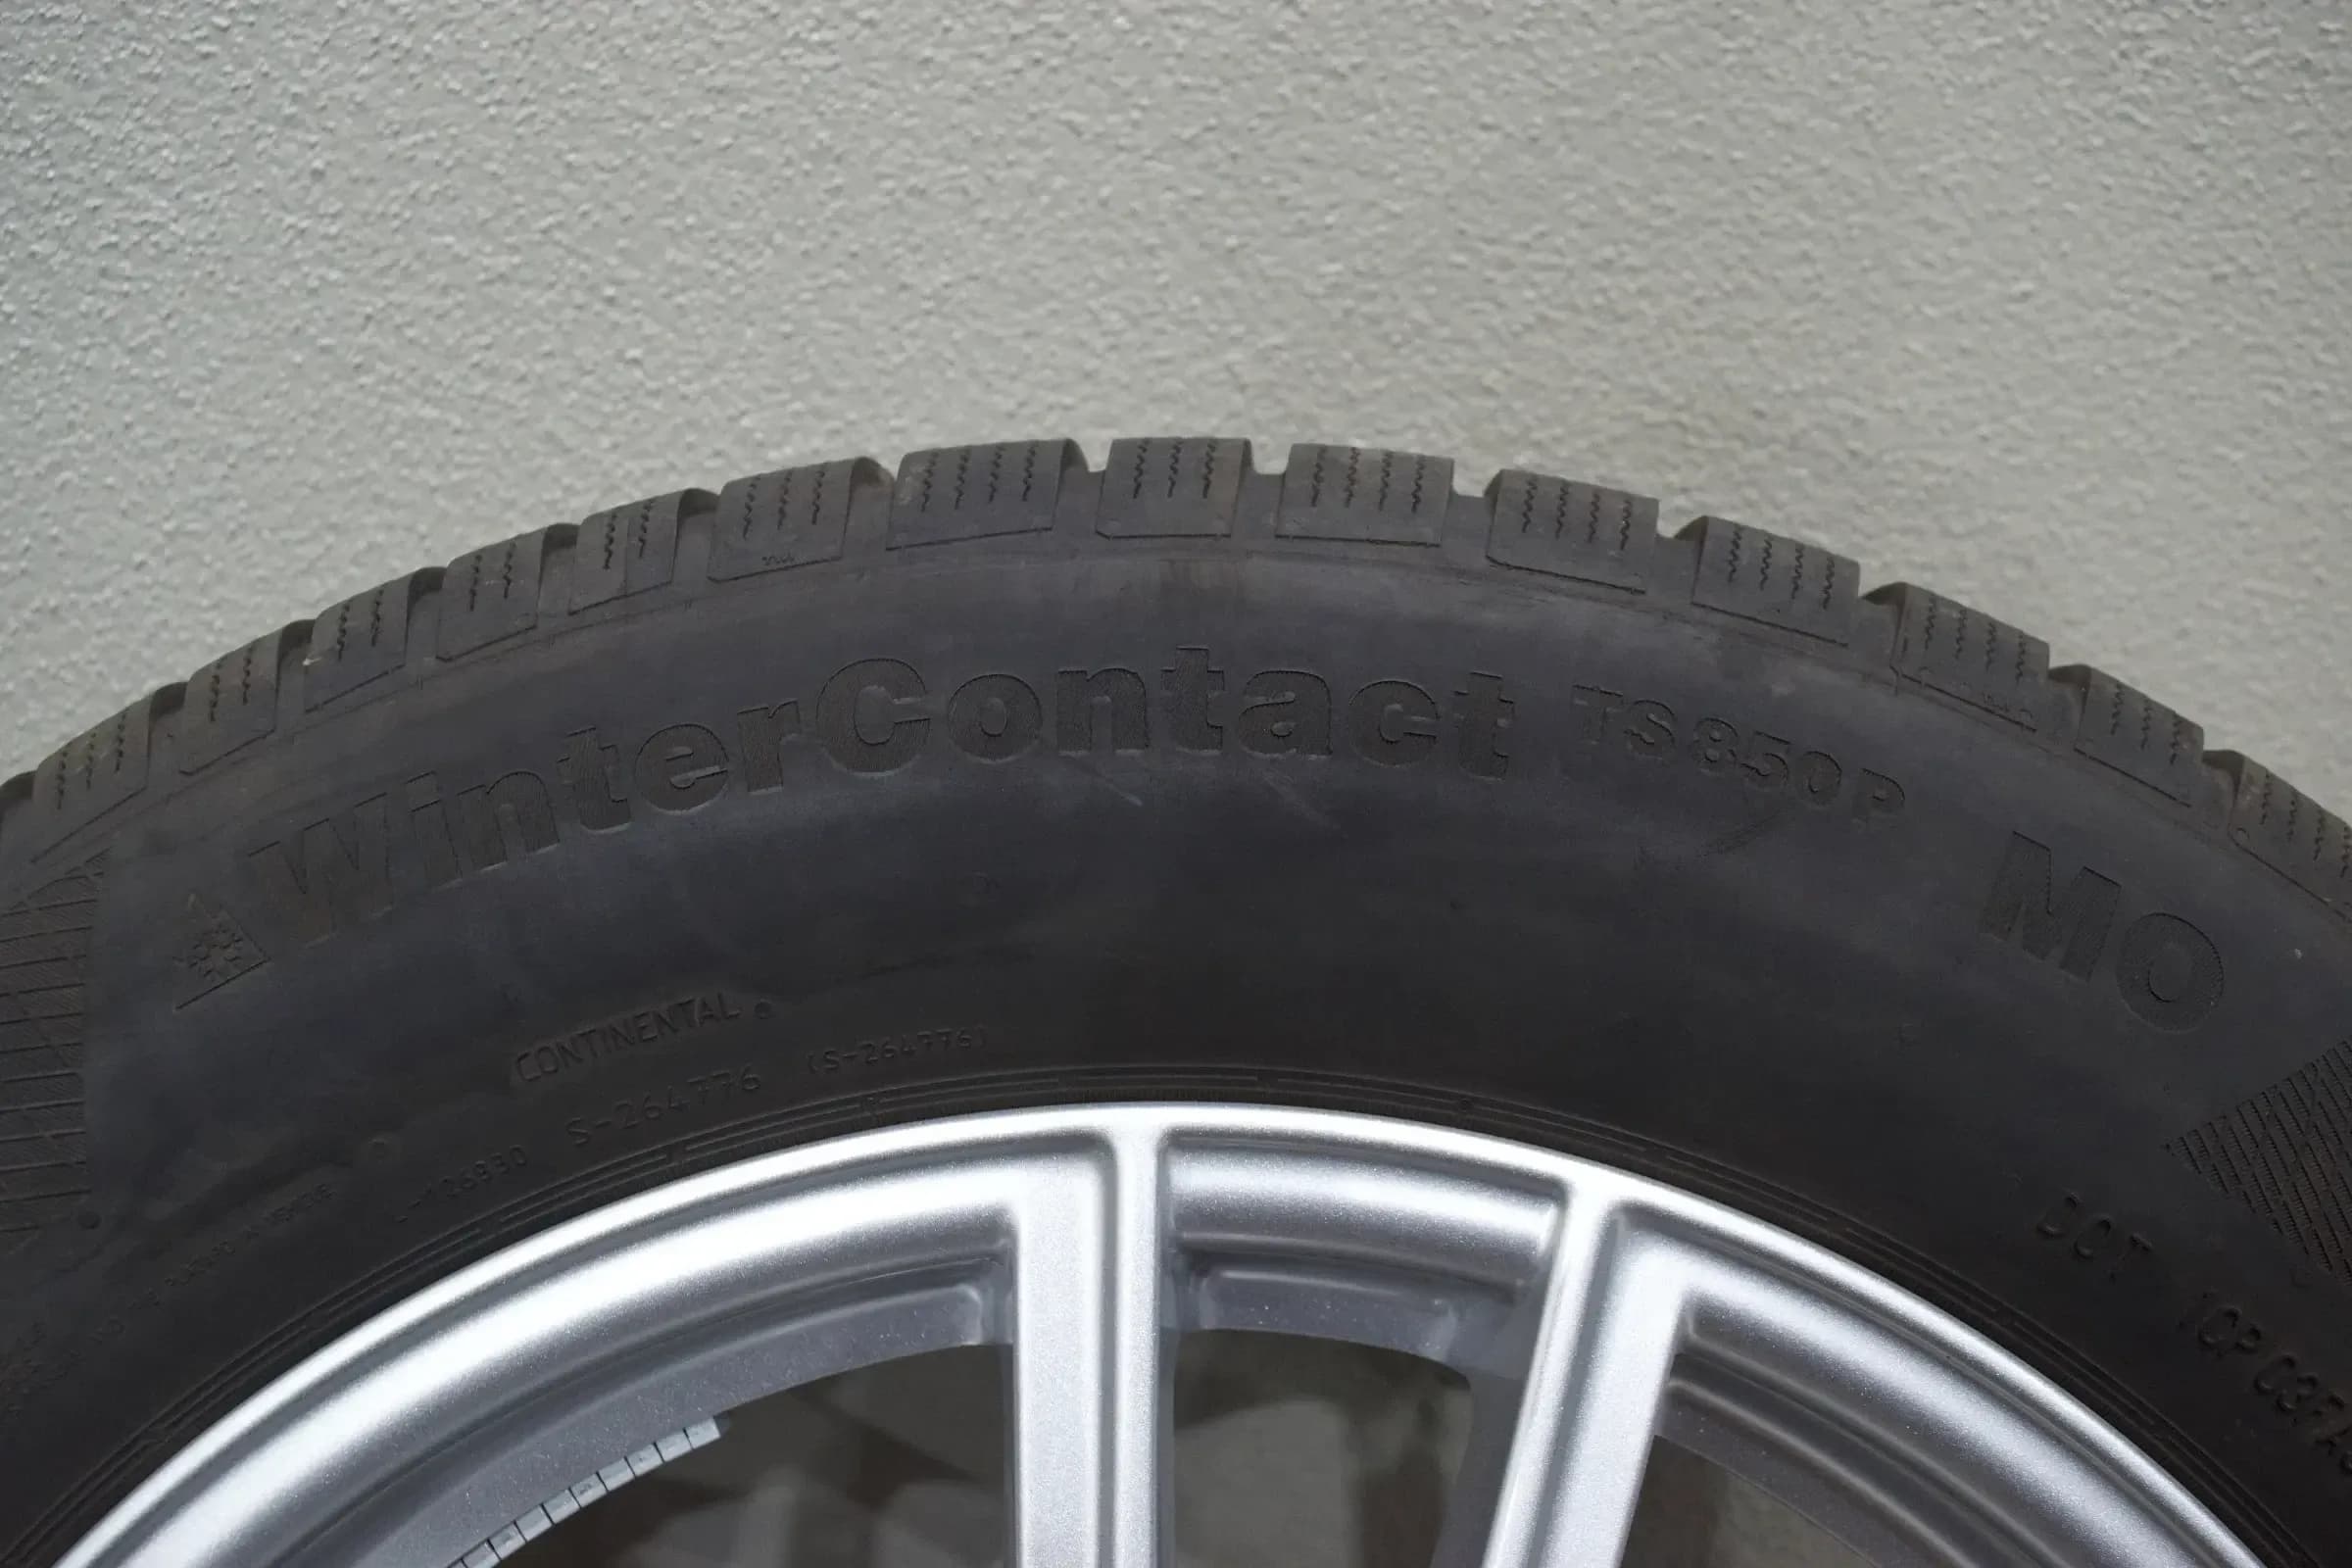 WinterContact TS850P MO
CONTINENTAL
S-264776 (S-264776)
DOT